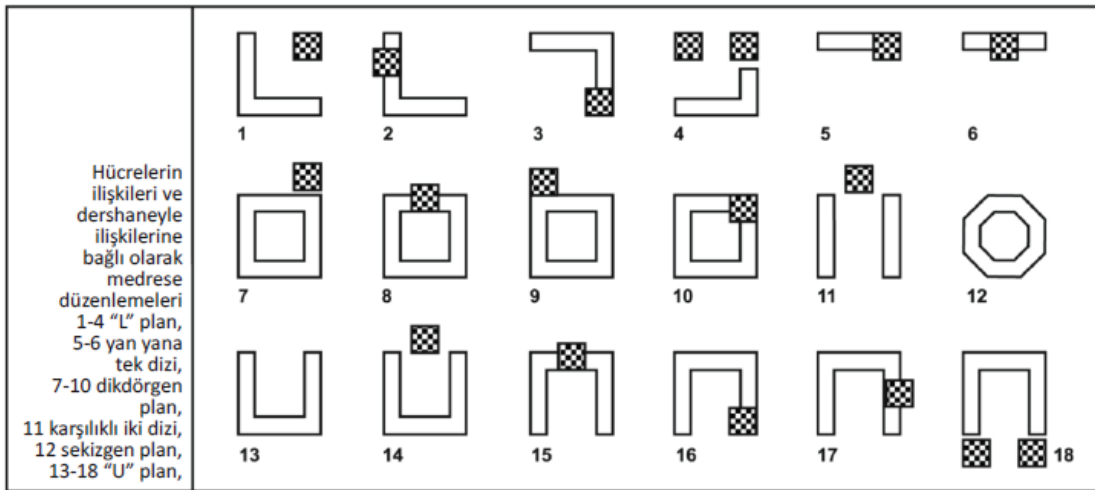 Hücrelerin
ilişkileri ve
dershaneyle
ilişkilerine
bağlı olarak
medrese
düzenlemeleri
1-4 “L” plan,
5-6 yan yana
tek dizi,
7-10 dikdörgen
plan,
11 karşılıklı iki dizi,
12 sekizgen plan,
13-18 “U” plan,
1 2 3 4 5 6
7 8 9 10 11 12
13 14 15 16 17 18